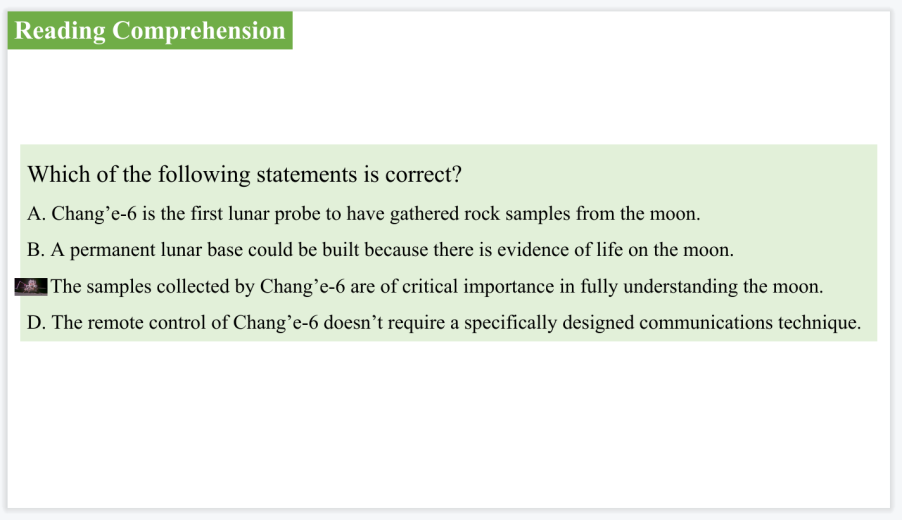 Reading Comprehension
Which of the following statements is correct?
A. Chang’e-6 is the first lunar probe to have gathered rock samples from the moon.
B. A permanent lunar base could be built because there is evidence of life on the moon.
The samples collected by Chang’e-6 are of critical importance in fully understanding the moon.
D. The remote control of Chang’e-6 doesn’t require a specifically designed communications technique.